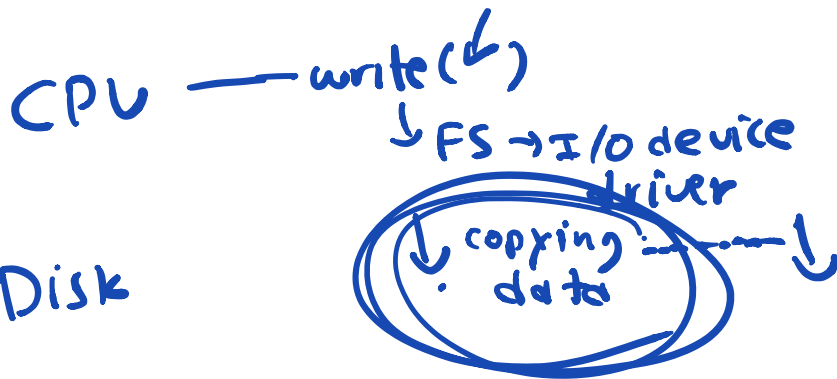 CPU — write(↙)
↓ FS → I/O device
driver
↓ copying ------- ↓
Disk
data